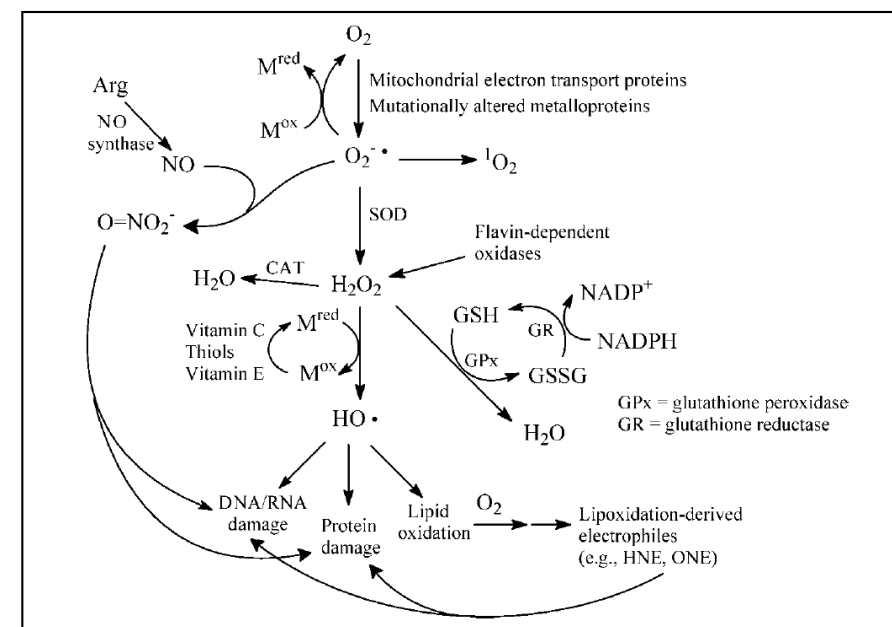 O₂
Mᵣᵉᵈ
Mᵒˣ
Mitochondrial electron transport proteins
Mutationally altered metalloproteins
Arg
NO
synthase
NO
O₂⁻•
¹O₂
O=NO₂⁻
SOD
Flavin-dependent
oxidases
H₂O
CAT
H₂O₂
NADP⁺
GSH
GR
NADPH
GPx
GSSG
Vitamin C
Thiols
Vitamin E
Mʳᵉᵈ
Mᵒˣ
HO•
H₂O
GPx = glutathione peroxidase
GR = glutathione reductase
DNA/RNA
damage
Protein
damage
Lipid
oxidation
O₂
Lipoxidation-derived
electrophiles
(e.g., HNE, ONE)